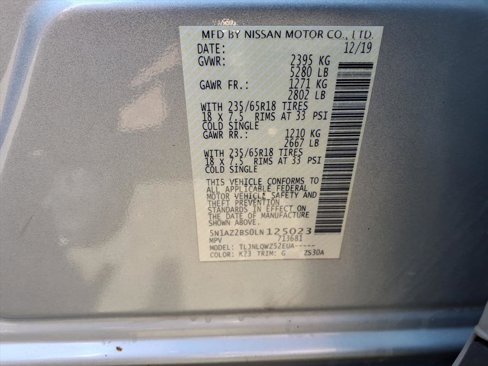 MFD BY NISSAN MOTOR CO., LTD.
DATE: 12/19
GVWR: 2395 KG
5280 LB
GAWR FR.: 1271 KG
2802 LB
WITH 235/65R18 TIRES
18 X 7.5 RIMS AT 33 PSI
COLD SINGLE
GAWR RR.: 1210 KG
2667 LB
WITH 235/65R18 TIRES
18 X 7.5 RIMS AT 33 PSI
COLD SINGLE
THIS VEHICLE CONFORMS TO
ALL APPLICABLE FEDERAL
MOTOR VEHICLE SAFETY
STANDARDS IN EFFECT ON
THE DATE OF MANUFACTURE
SHOWN ABOVE.
5N1AZ2BS0LN125023
MPV 713681
MODEL: TLJNLQWZ52EUA-----
COLOR: K23 TRIM: G ZS30A